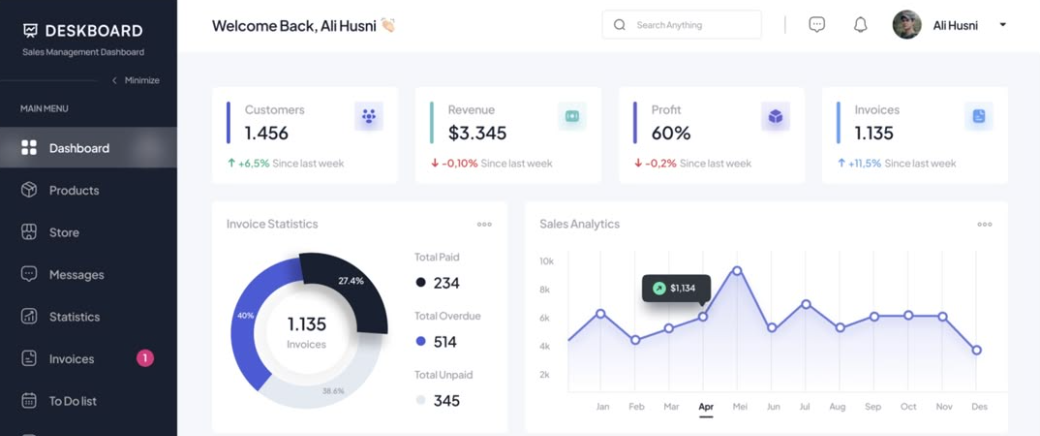 DESKBOARD
Sales Management Dashboard
Minimize
MAIN MENU
Dashboard
Products
Store
Messages
Statistics
Invoices 1
To Do list
Welcome Back, Ali Husni 👋🏻
Search Anything
Ali Husni
Customers
1.456
+6,5% Since last week
Revenue
$3.345
-0,10% Since last week
Profit
60%
-0,2% Since last week
Invoices
1.135
+11,5% Since last week
Invoice Statistics
27.4%
40%
38.6%
1.135
Invoices
Total Paid
234
Total Overdue
514
Total Unpaid
345
Sales Analytics
10k
8k
6k
4k
2k
$1,134
Jan Feb Mar Apr Mei Jun Jul Aug Sep Oct Nov Des